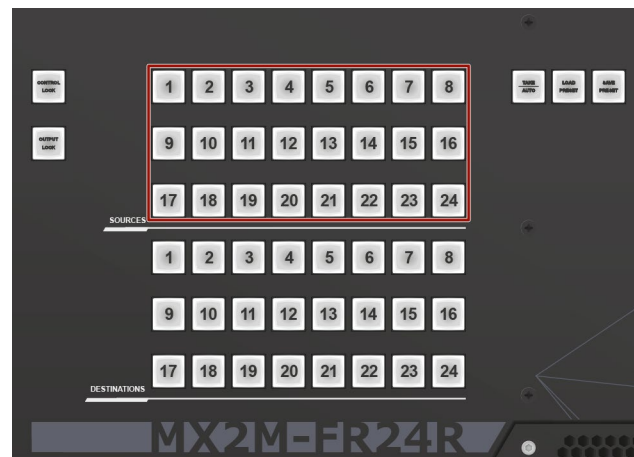 CONTROL
LOCK
1 2 3 4 5 6 7 8
TAKE
AUTO
LOAD
PRESET
SAVE
PRESET
OUTPUT
LOCK
9 10 11 12 13 14 15 16
17 18 19 20 21 22 23 24
SOURCES
1 2 3 4 5 6 7 8
9 10 11 12 13 14 15 16
17 18 19 20 21 22 23 24
DESTINATIONS
MX2M-FR24R